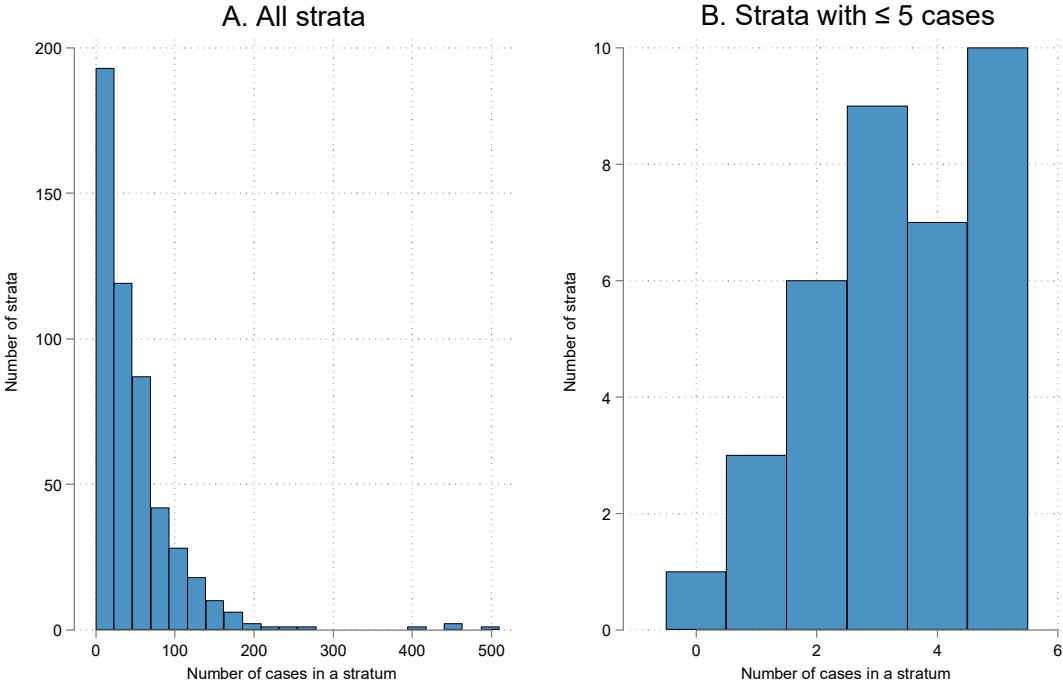 A. All strata
200
150
100
50
0
Number of strata
0 100 200 300 400 500
Number of cases in a stratum
B. Strata with ≤ 5 cases
10
8
6
4
2
0
Number of strata
0 2 4 6
Number of cases in a stratum